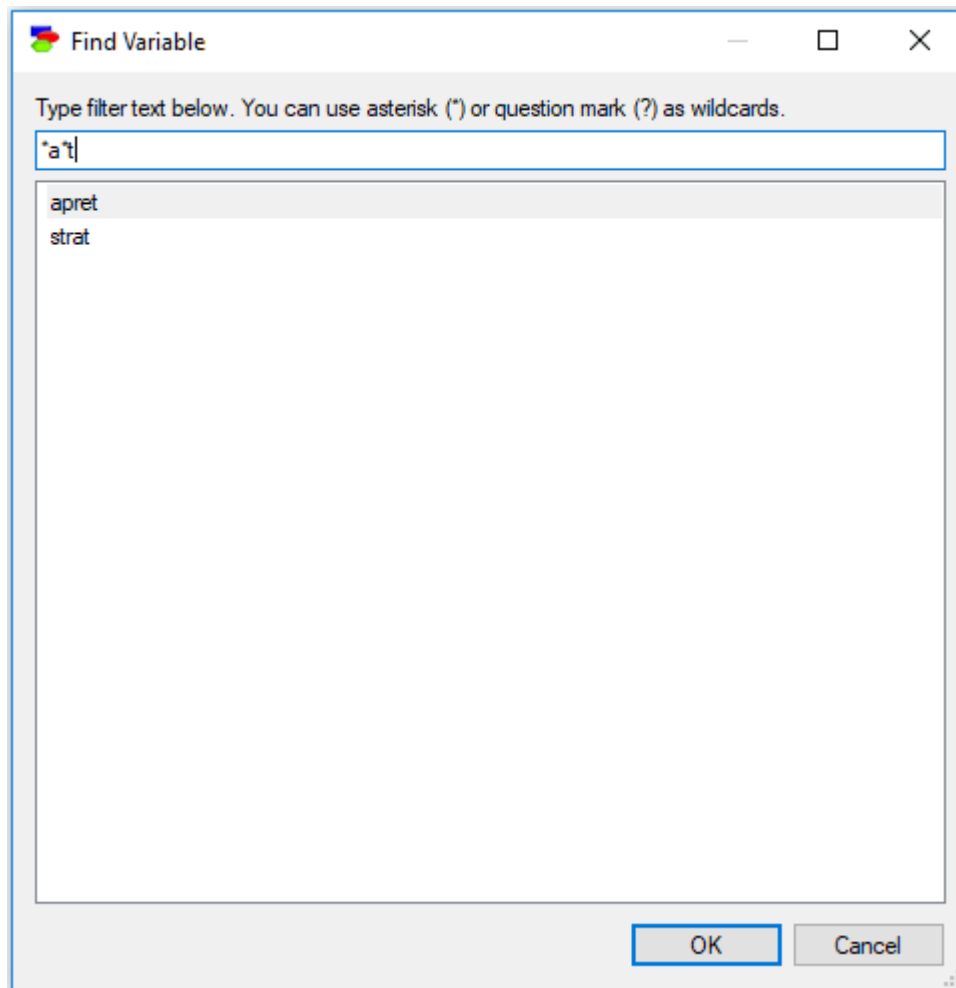 Find Variable
Type filter text below. You can use asterisk (*) or question mark (?) as wildcards.
*a*t
apret
strat
OK Cancel